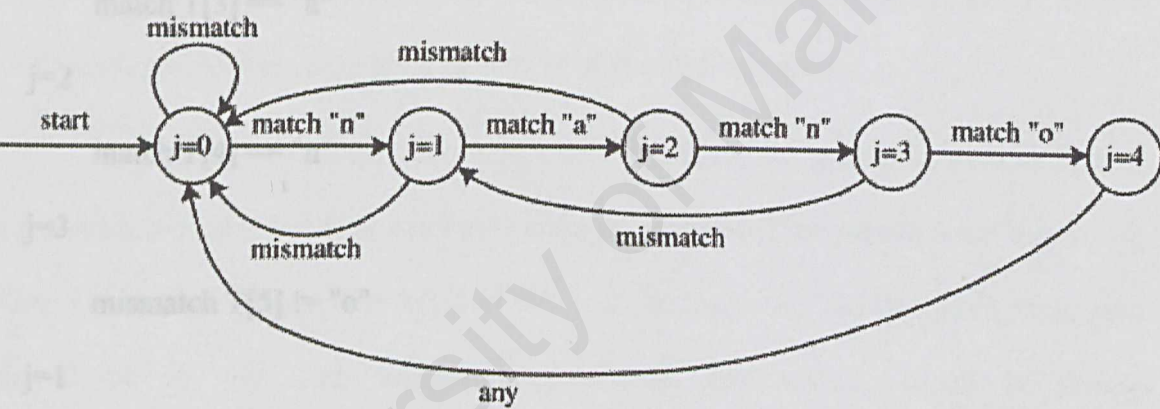 mismatch
mismatch
start
j=0
match "n"
j=1
match "a"
j=2
match "n"
j=3
match "o"
j=4
mismatch
mismatch
any
match T[3] == "a"
j=2
j=3
mismatch T[5] != "o"
j=1